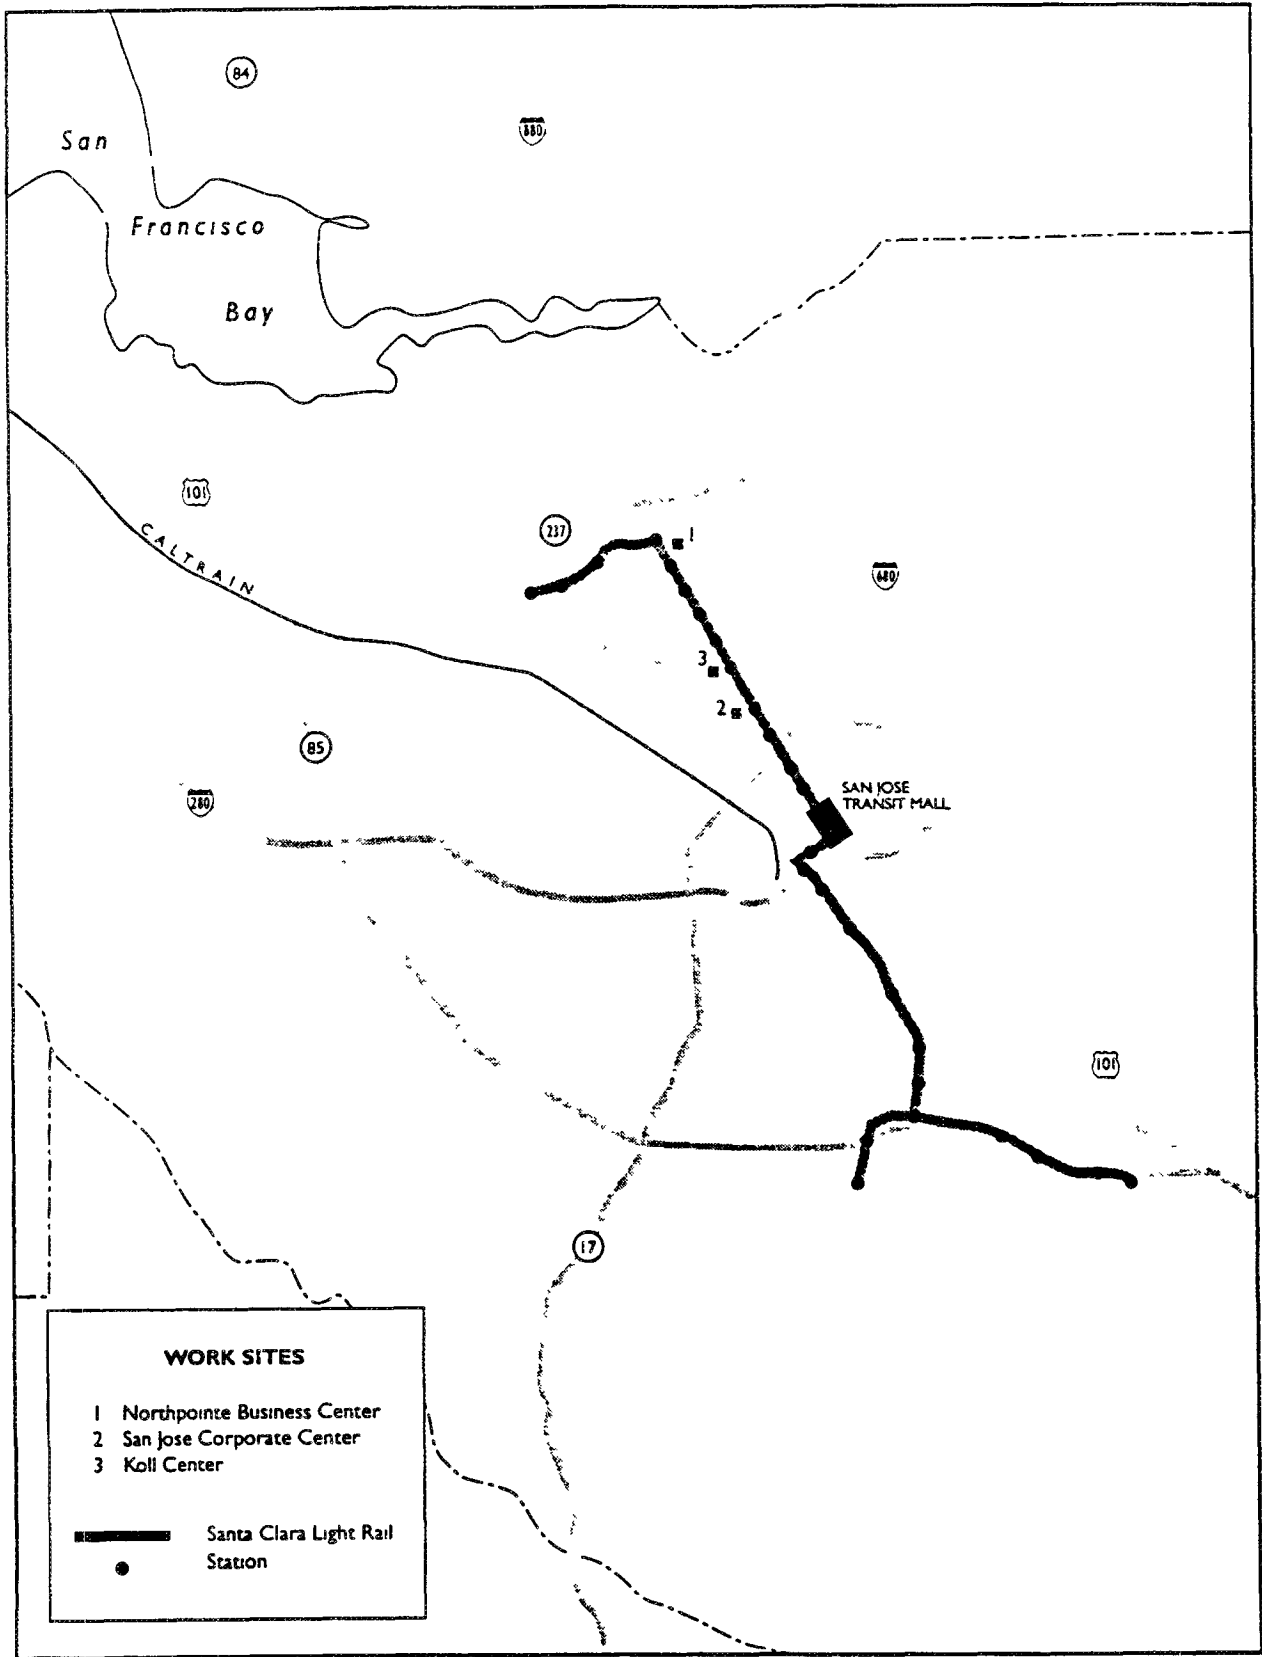 84
San
880
Francisco
Bay
101
CALTRAIN
237
1
680
3
2
85
280
SAN JOSE
TRANSIT MALL
101
17
WORK SITES
1 Northpointe Business Center
2 San Jose Corporate Center
3 Koll Center
Santa Clara Light Rail
Station